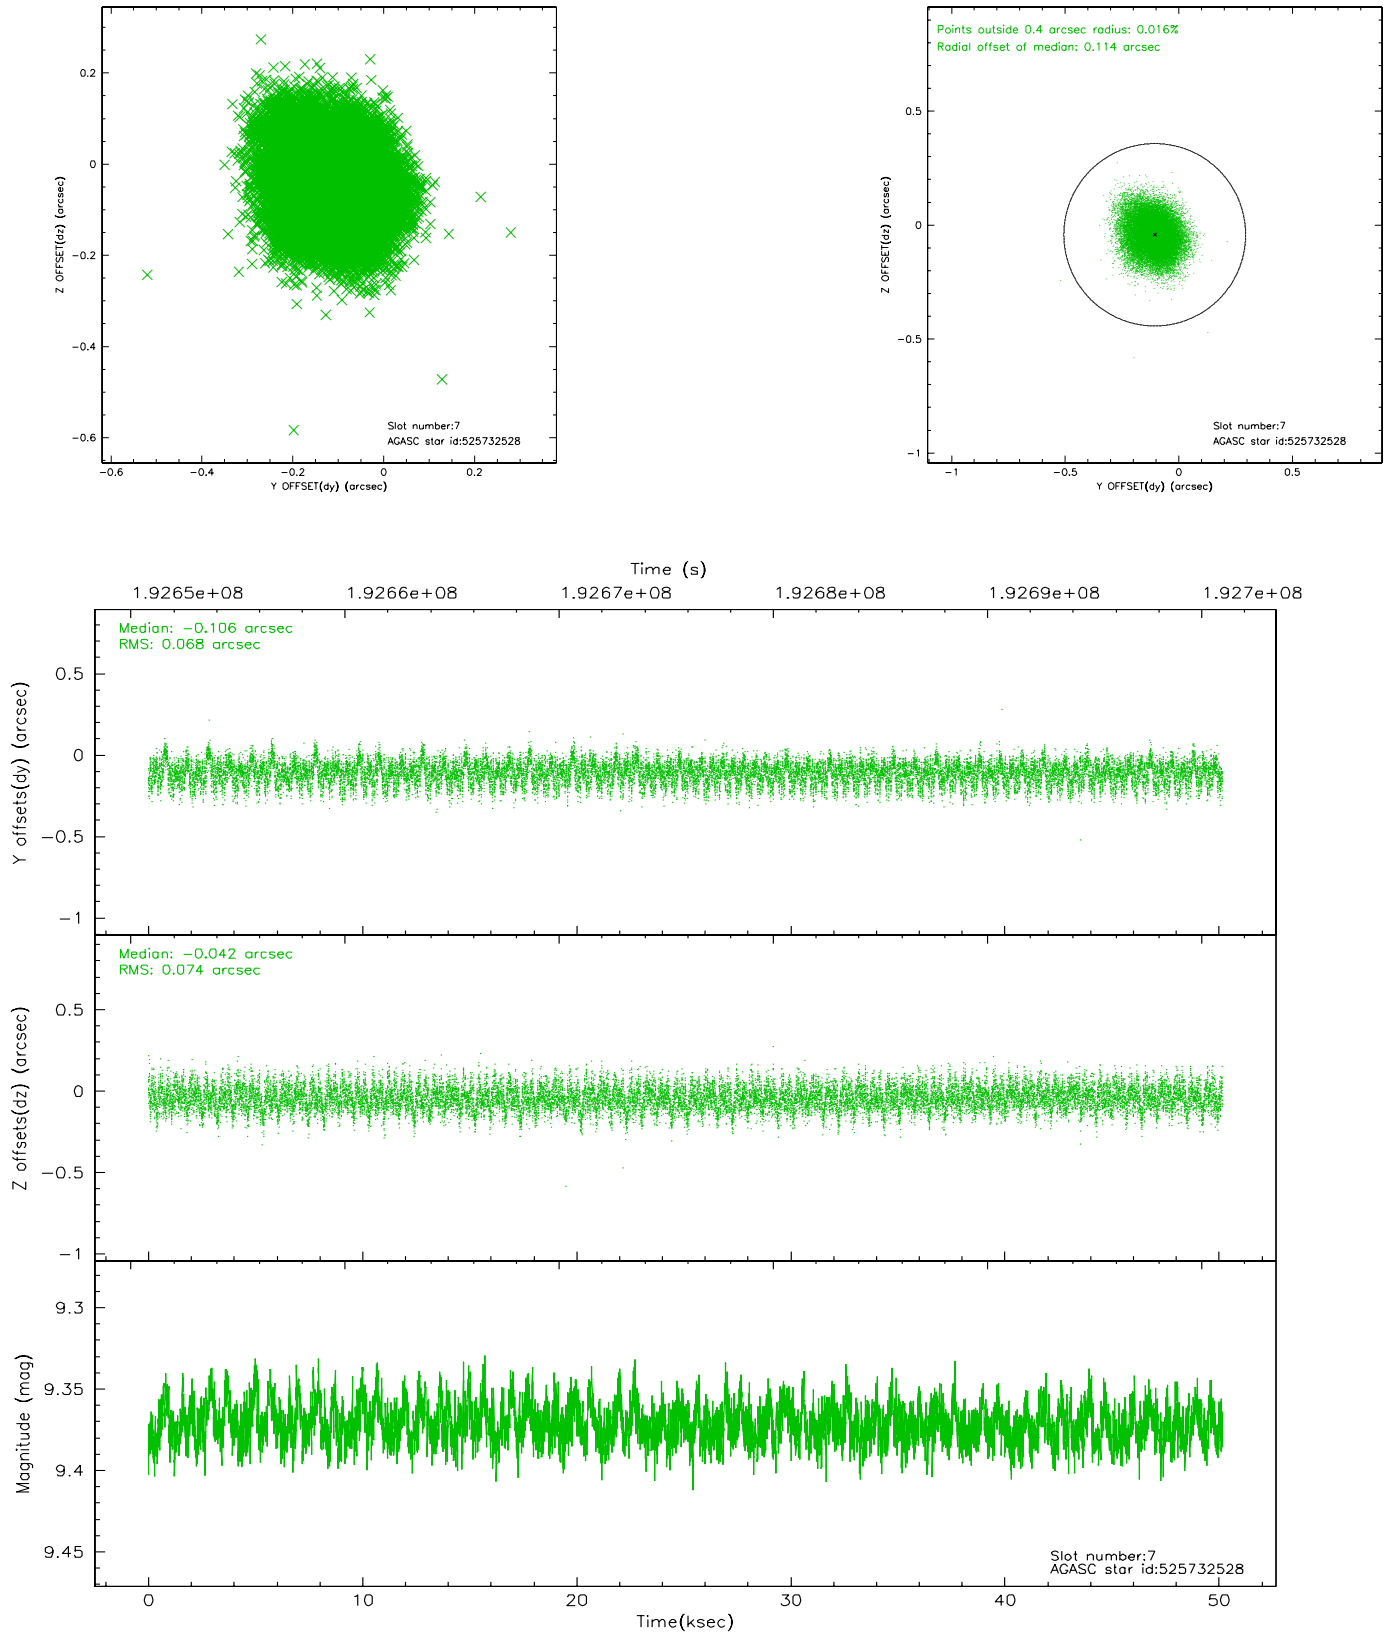 0.2
0
−0.2
−0.4
−0.6
Z OFFSET(dz) (arcsec)
Slot number:7
AGASC star id:525732528
−0.6 −0.4 −0.2 0 0.2
Y OFFSET(dy) (arcsec)
Points outside 0.4 arcsec radius: 0.016%
Radial offset of median: 0.114 arcsec
0.5
0
−0.5
−1
Z OFFSET(dz) (arcsec)
Slot number:7
AGASC star id:525732528
−1 −0.5 0 0.5
Y OFFSET(dy) (arcsec)
Time (s)
1.9265e+08 1.9266e+08 1.9267e+08 1.9268e+08 1.9269e+08 1.927e+08
Median: −0.106 arcsec
RMS: 0.068 arcsec
0.5
0
−0.5
−1
Y offsets(dy) (arcsec)
Median: −0.042 arcsec
RMS: 0.074 arcsec
0.5
0
−0.5
−1
Z offsets(dz) (arcsec)
9.3
9.35
9.4
9.45
Magnitude (mag)
Slot number:7
AGASC star id:525732528
0 10 20 30 40 50
Time(ksec)